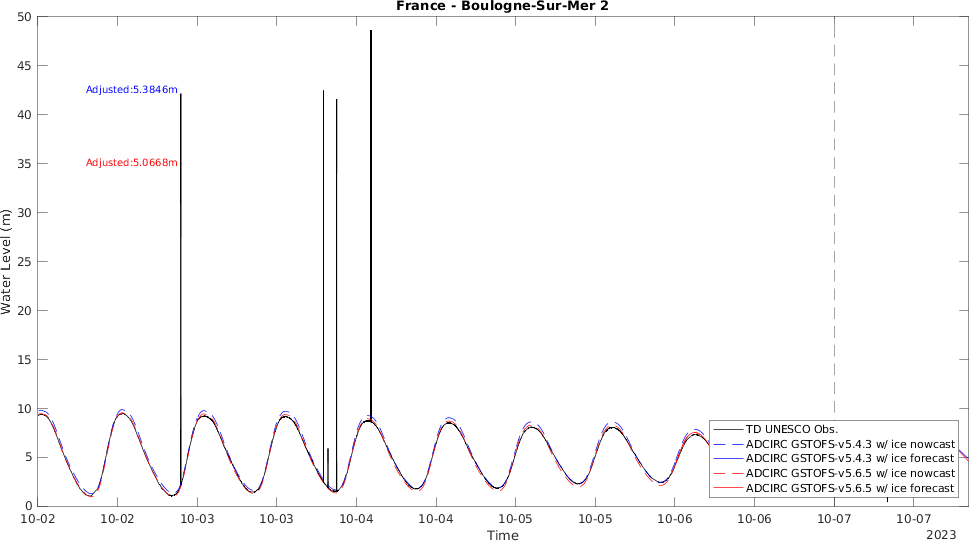 France - Boulogne-Sur-Mer 2
50
45
40
35
30
25
20
15
10
5
0
Water Level (m)
Adjusted:5.3846m
Adjusted:5.0668m
TD UNESCO Obs.
ADCIRC GSTOFS-v5.4.3 w/ ice nowcast
ADCIRC GSTOFS-v5.4.3 w/ ice forecast
ADCIRC GSTOFS-v5.6.5 w/ ice nowcast
ADCIRC GSTOFS-v5.6.5 w/ ice forecast
10-02 10-02 10-03 10-03 10-04 10-04 10-05 10-05 10-06 10-06 10-07 10-07
Time
2023